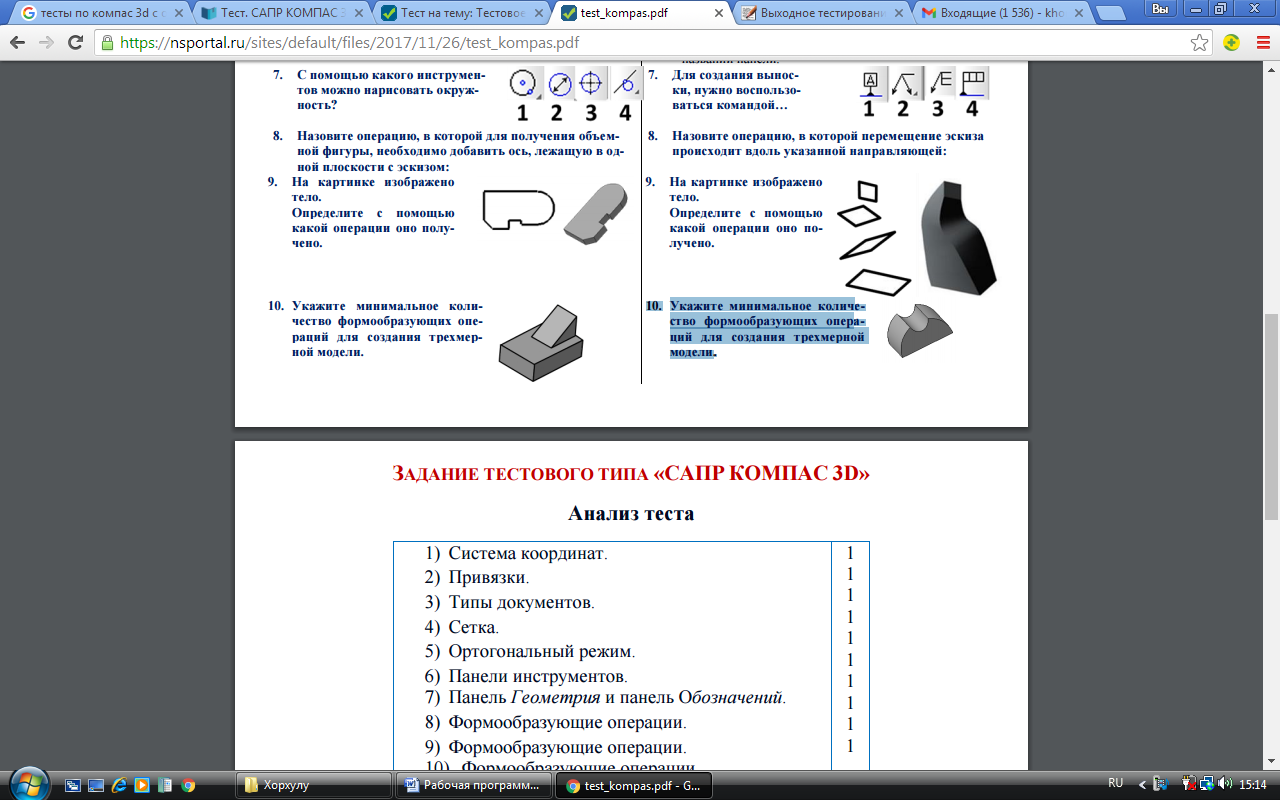 тесты по компас 3d с о
Тест. САПР КОМПАС 3
Тест на тему: Тестовое
test_kompas.pdf
Выходное тестировани
Входящие (1 536) - kho
Вы
https://nsportal.ru/sites/default/files/2017/11/26/test_kompas.pdf
7. С помощью какого инструмен-
тов можно нарисовать окруж-
ность?
1 2 3 4
8. Назовите операцию, в которой для получения объем-
ной фигуры, необходимо добавить ось, лежащую в од-
ной плоскости с эскизом:
9. На картинке изображено
тело.
Определите с помощью
какой операции оно полу-
чено.
10. Укажите минимальное коли-
чество формообразующих опе-
раций для создания трехмер-
ной модели.
7. Для создания вынос-
ки, нужно воспользо-
ваться командой…
A
1 2 3 4
8. Назовите операцию, в которой перемещение эскиза
происходит вдоль указанной направляющей:
9. На картинке изображено
тело.
Определите с помощью
какой операции оно по-
лучено.
10. Укажите минимальное количе-
ство формообразующих опера-
ций для создания трехмерной
модели.
ЗАДАНИЕ ТЕСТОВОГО ТИПА «САПР КОМПАС 3D»
Анализ теста
1) Система координат. 1
2) Привязки. 1
3) Типы документов. 1
4) Сетка. 1
5) Ортогональный режим. 1
6) Панели инструментов. 1
7) Панель Геометрия и панель Обозначений. 1
8) Формообразующие операции. 1
9) Формообразующие операции. 1
10) Формообразующие операции 1
Хорхулу
Рабочая программ...
test_kompas.pdf - G...
RU
15:14